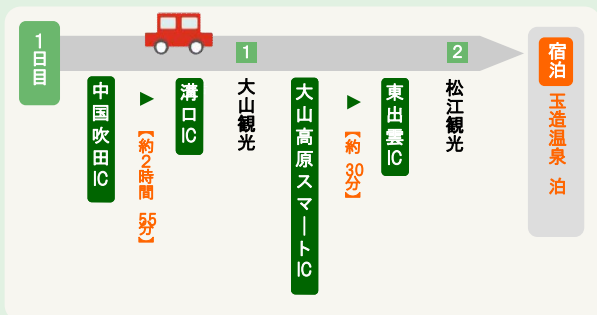 1日目
中国吹田IC
【約2時間55分】
溝口IC
1
大山観光
大山高原スマートIC
【約30分】
東出雲IC
2
松江観光
宿泊
玉造温泉 泊